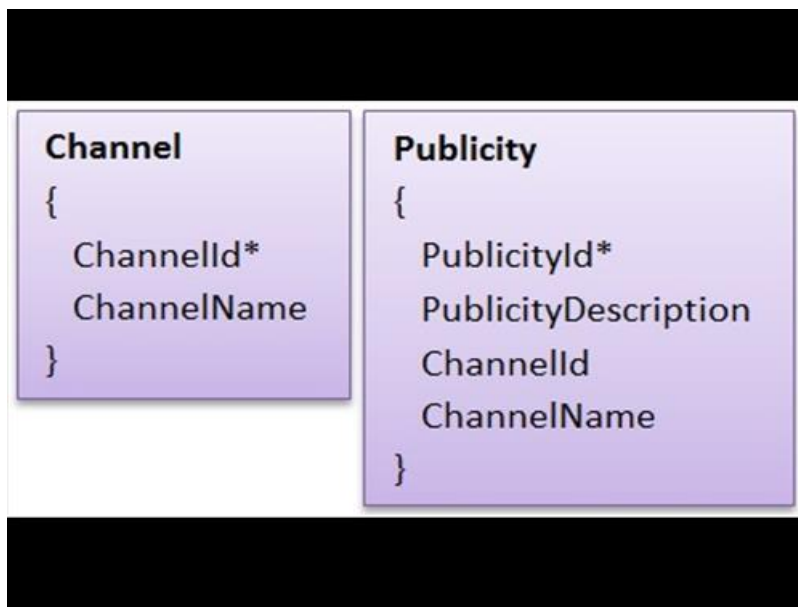 Channel
{
ChannelId*
ChannelName
}
Publicity
{
PublicityId*
PublicityDescription
ChannelId
ChannelName
}